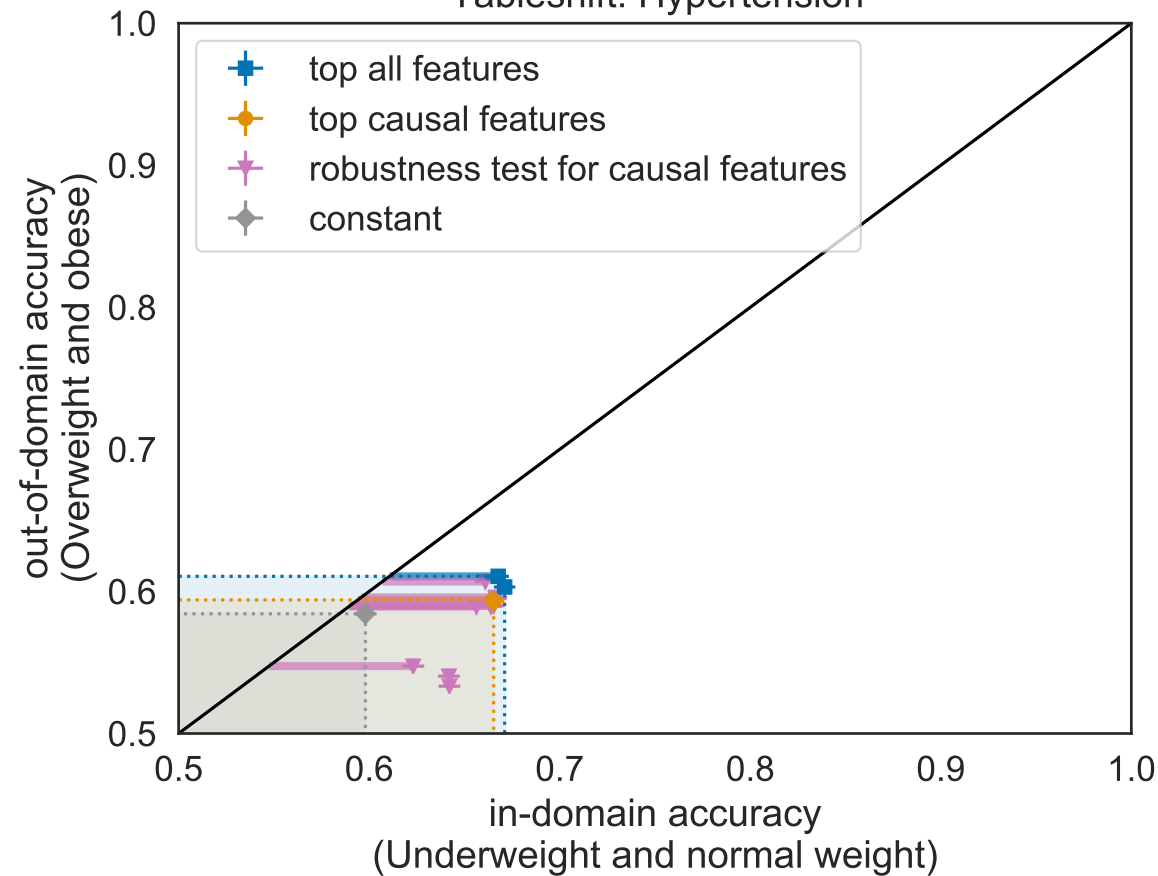 Tableshift: Hypertension
1.0
0.9
0.8
0.7
0.6
0.5
out-of-domain accuracy
(Overweight and obese)
top all features
top causal features
robustness test for causal features
constant
0.5 0.6 0.7 0.8 0.9 1.0
in-domain accuracy
(Underweight and normal weight)